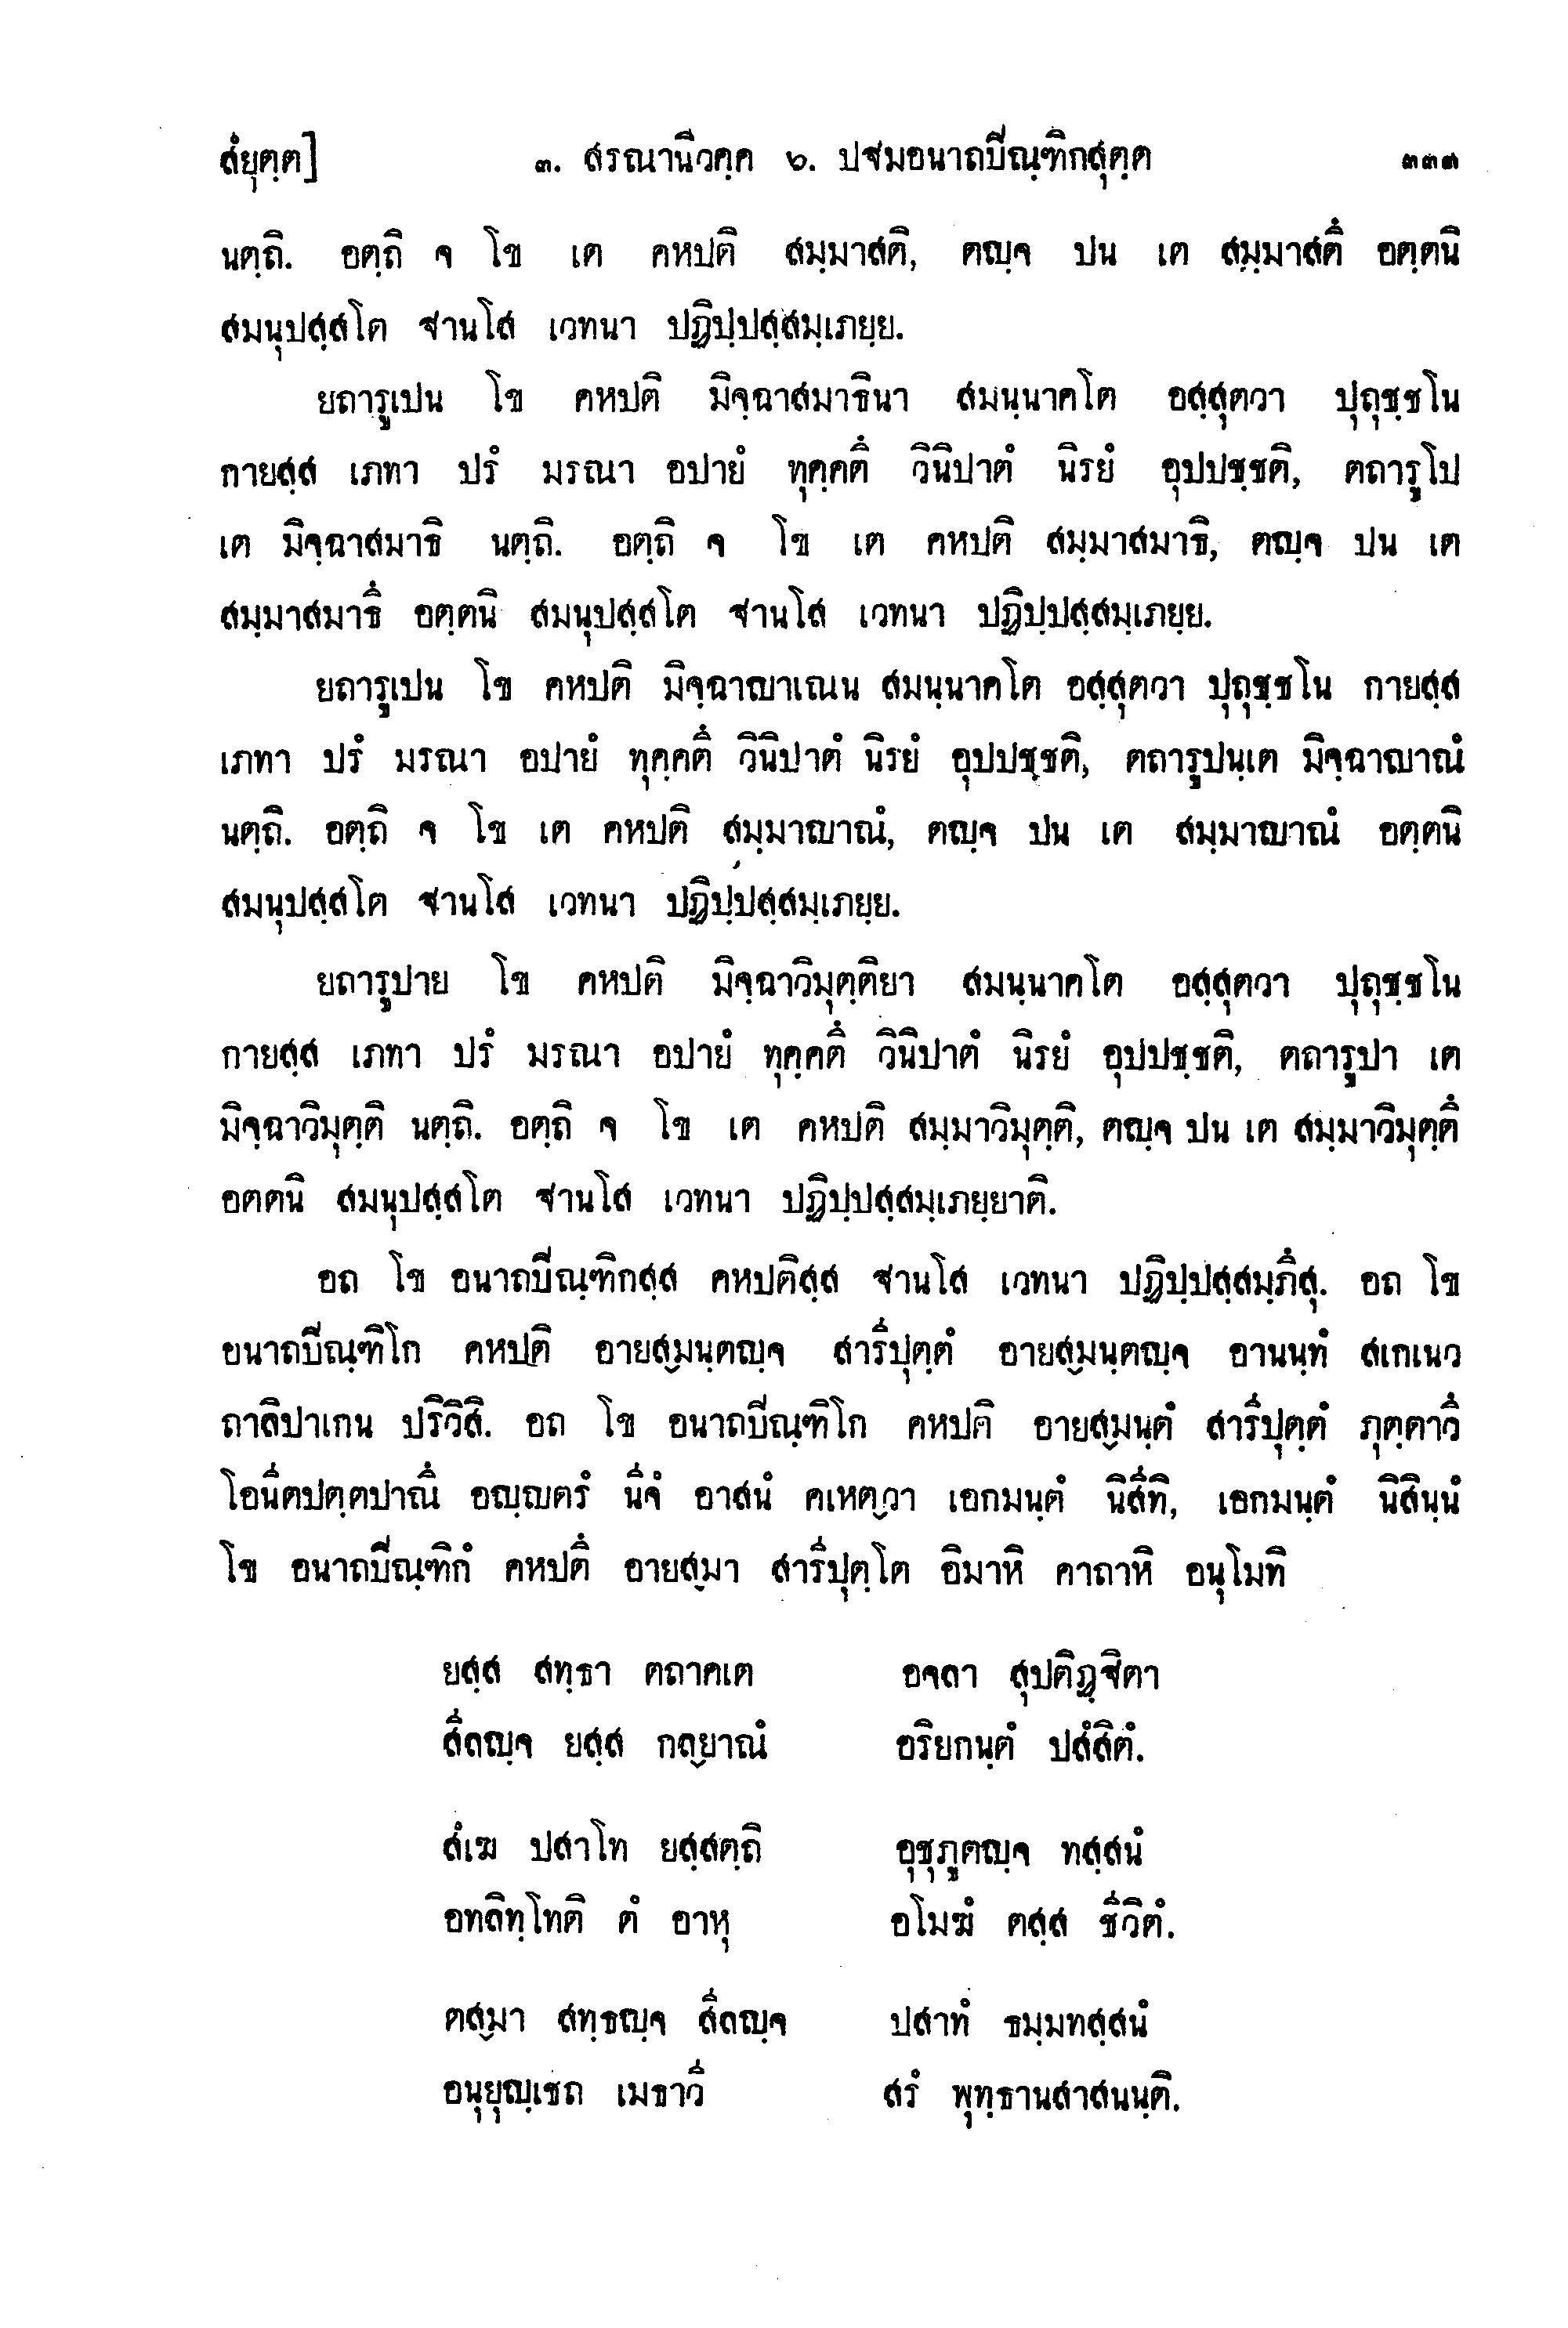 สํยุตฺต]	๓. สรณานีวคฺค ๖. ปฐมอนาถปีณฺฑิกสุตฺต	๓๓๗
นตฺถิ. อตฺถิ จ โข เต คหปติ สมฺมาสติ, ตญฺจ ปน เต สมฺมาสตึ อตฺตนิ
สมนุปสฺสโต ฐานโส เวทนา ปฏิปฺปสฺสมฺเภยฺย.
ยถารูเปน โข คหปติ มิจฺฉาสมาธินา สมนฺนาคโต อสฺสุตวา ปุถุชฺชโน
กายสฺส เภทา ปรํ มรณา อปายํ ทุคฺคตึ วินิปาตํ นิรยํ อุปปชฺชติ, ตถารูโป
เต มิจฺฉาสมาธิ นตฺถิ. อตฺถิ จ โข เต คหปติ สมฺมาสมาธิ, ตญฺจ ปน เต
สมฺมาสมาธึ อตฺตนิ สมนุปสฺสโต ฐานโส เวทนา ปฏิปฺปสฺสมฺเภยฺย.
ยถารูเปน โข คหปติ มิจฺฉาญาเณน สมนฺนาคโต อสฺสุตวา ปุถุชฺชโน กายสฺส
เภทา ปรํ มรณา อปายํ ทุคฺคตึ วินิปาตํ นิรยํ อุปปชฺชติ, ตถารูปนฺเต มิจฺฉาญาณํ
นตฺถิ. อตฺถิ จ โข เต คหปติ สมฺมาญาณํ, ตญฺจ ปน เต สมฺมาญาณํ อตฺตนิ
สมนุปสฺสโต ฐานโส เวทนา ปฏิปฺปสฺสมฺเภยฺย.
ยถารูปาย โข คหปติ มิจฺฉาวิมุตฺติยา สมนฺนาคโต อสฺสุตวา ปุถุชฺชโน
กายสฺส เภทา ปรํ มรณา อปายํ ทุคฺคตึ วินิปาตํ นิรยํ อุปปชฺชติ, ตถารูปา เต
มิจฺฉาวิมุตฺติ นตฺถิ. อตฺถิ จ โข เต คหปติ สมฺมาวิมุตฺติ, ตญฺจ ปน เต สมฺมาวิมุตฺตึ
อตตนิ สมนุปสฺสโต ฐานโส เวทนา ปฏิปฺปสฺสมฺเภยฺยาติ.
อถ โข อนาถปีณฺฑิกสฺส คหปติสฺส ฐานโส เวทนา ปฏิปฺปสฺสมฺภึสุ. อถ โข
อนาถปีณฺฑิโก คหปติ อายสฺมนฺตญฺจ สารีปุตฺตํ อายสฺมนฺตญฺจ อานนฺทํ สเกเนว
ถาลิปาเกน ปริวิสิ. อถ โข อนาถปีณฺฑิโก คหปติ อายสฺมนฺตํ สารีปุตฺตํ ภุตฺตาวึ
โอนีตปตฺตปาณึ อญฺญตรํ นีจํ อาสนํ คเหตฺวา เอกมนฺตํ นิสีทิ, เอกมนฺตํ นิสินฺนํ
โข อนาถปีณฺฑิกํ คหปตึ อายสฺมา สารีปุตฺโต อิมาหิ คาถาหิ อนุโมทิ
ยสฺส สทฺธา ตถาคเต	อจลา สุปติฏฺฐิตา
สีลญฺจ ยสฺส กลฺยาณํ	อริยกนฺตํ ปสํสิตํ.
สํเฆ ปสาโท ยสฺสตฺถิ	อุชุภูตญฺจ ทสฺสนํ
อทลิทฺโทติ ตํ อาหุ	อโมฆํ ตสฺส ชีวิตํ.
ตสฺมา สทฺธญฺจ สีลญฺจ	ปสาทํ ธมฺมทสฺสนํ
อนุยุญฺเชถ เมธาวี	สรํ พุทฺธานสาสนนฺติ.